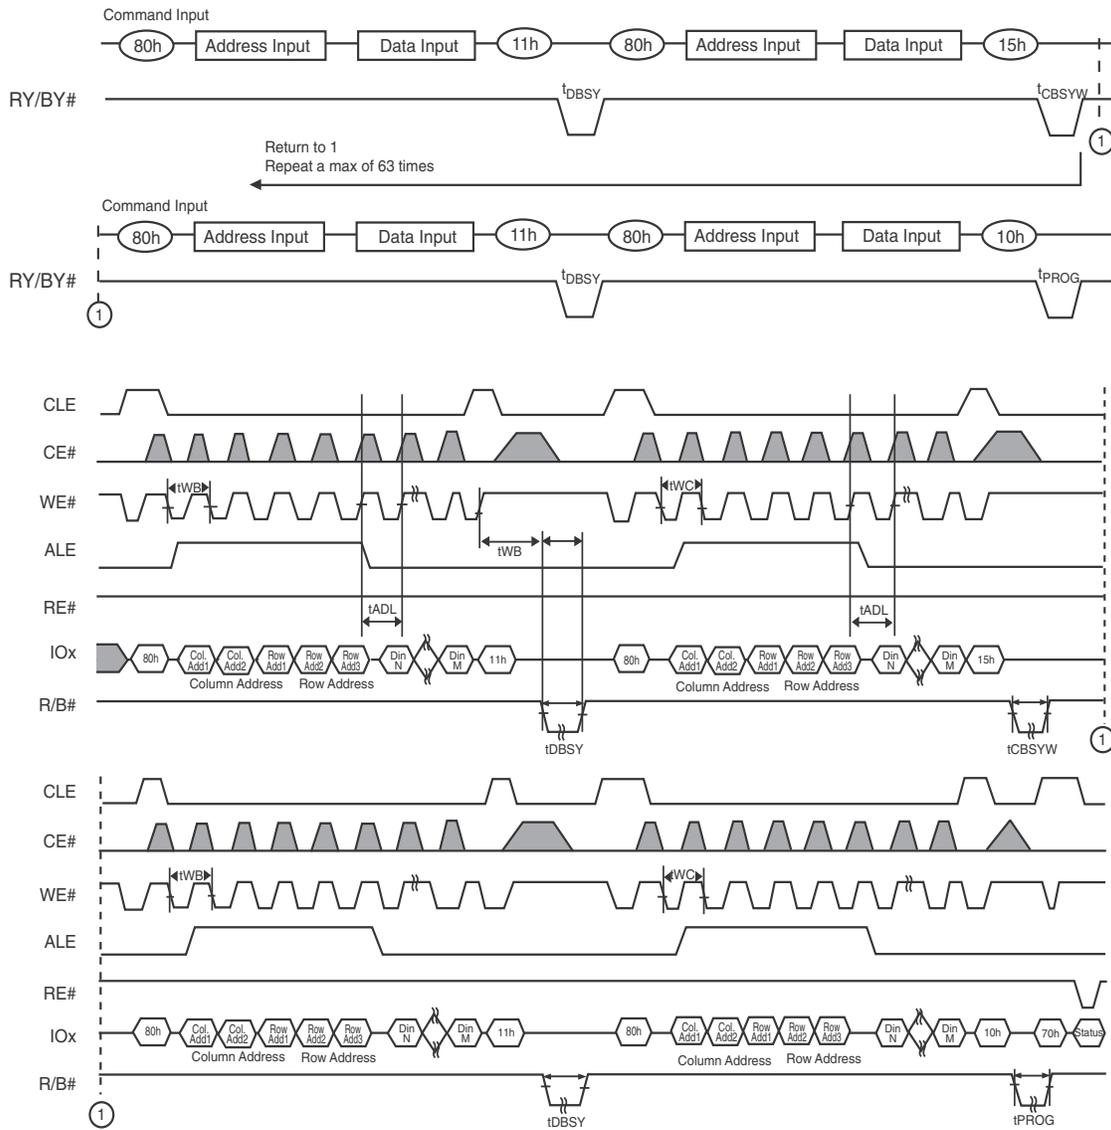 Command Input
80h Address Input Data Input 11h 80h Address Input Data Input 15h
RY/BY# tDBSY tCBSYW
1
Return to 1
Repeat a max of 63 times
Command Input
80h Address Input Data Input 11h 80h Address Input Data Input 10h
RY/BY# tDBSY tPROG
1
CLE
CE#
WE# tWB tWC
ALE tWB
RE# tADL tADL
IOx 80h Col. Add1 Col. Add2 Row Add1 Row Add2 Row Add3 Din N Din M 11h 80h Col. Add1 Col. Add2 Row Add1 Row Add2 Row Add3 Din N Din M 15h
Column Address Row Address Column Address Row Address
R/B#
tDBSY tCBSYW 1
CLE
CE#
WE# tWB tWC
ALE
RE#
IOx 80h Col. Add1 Col. Add2 Row Add1 Row Add2 Row Add3 Din N Din M 11h 80h Col. Add1 Col. Add2 Row Add1 Row Add2 Row Add3 Din N Din M 10h 70h Status
Column Address Row Address Column Address Row Address
R/B#
1 tDBSY tPROG